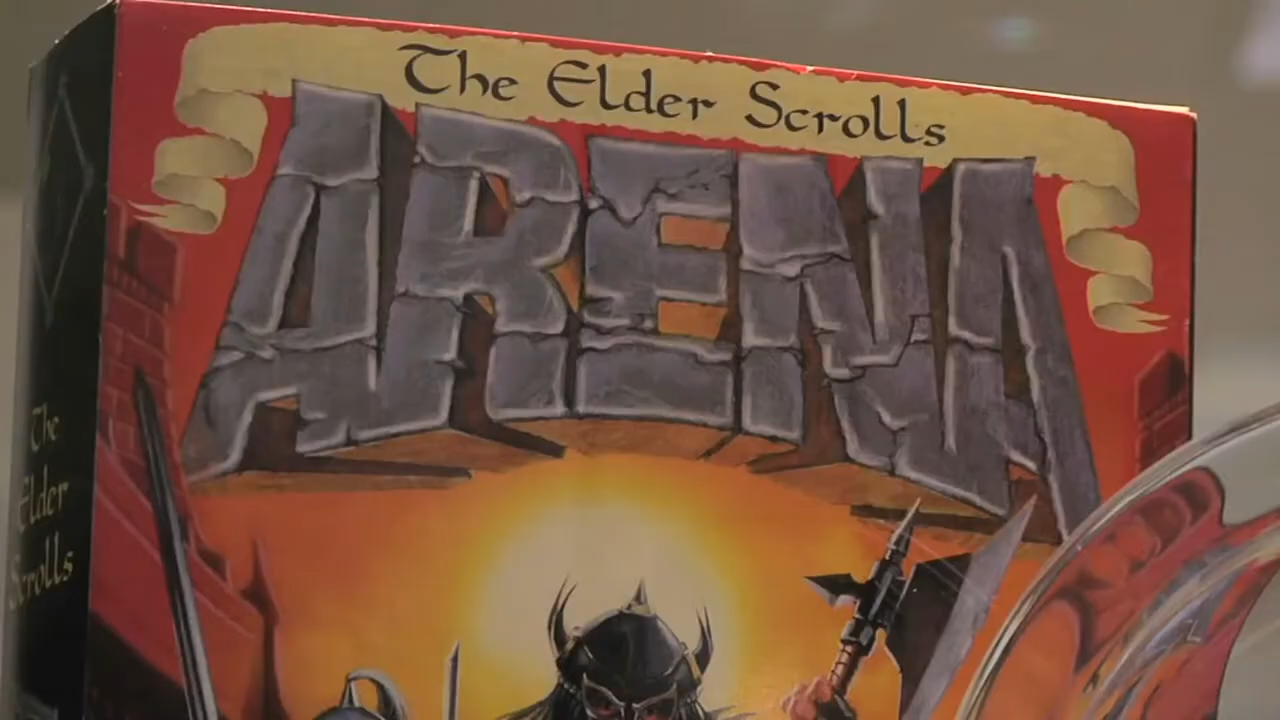 The Elder Scrolls
ARENA
The
Elder
Scrolls